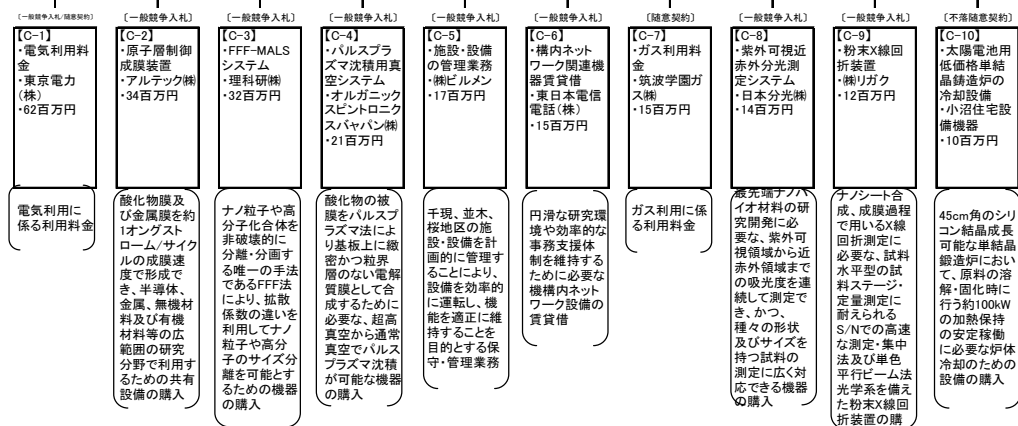 〔一般競争入札/随意契約〕
【C-1】
・電気利用料
金
・東京電力
(株)
・62百万円
電気利用に
係る利用料金
〔一般競争入札〕
【C-2】
・原子層制御
成膜装置
・アルテック㈱
・34百万円
酸化物膜及
び金属膜を約
1オングスト
ローム/サイク
ルの成膜速
度で形成で
き、半導体、
金属、無機材
料及び有機
材料等の広
範囲の研究
分野で利用す
るための共有
設備の購入
〔一般競争入札〕
【C-3】
・FFF-MALS
システム
・理科研㈱
・32百万円
ナノ粒子や高
分子化合体を
非破壊的に
分離・分画す
る唯一の手法
であるFFF法
により、拡散
係数の違いを
利用してナノ
粒子や高分
子のサイズ分
離を可能とす
るための機器
の購入
〔一般競争入札〕
【C-4】
・パルスプラ
ズマ沈積用真
空システム
・オルガニック
スピントロニク
スジャパン㈱
・21百万円
酸化物の被
膜をパルスプ
ラズマ法によ
り基板上に緻
密かつ粒界
層のない電解
質膜として合
成するために
必要な、超高
真空から通常
真空でパルス
プラズマ沈積
が可能な機器
の購入
〔一般競争入札〕
【C-5】
・施設・設備
の管理業務
・㈱ビルメン
・17百万円
千現、並木、
桜地区の施
設・設備を計
画的に管理す
ることにより、
設備を効率的
に運転し、機
能を適正に維
持することを
目的とする保
守・管理業務
〔一般競争入札〕
【C-6】
・構内ネット
ワーク関連機
器賃貸借
・東日本電信
電話(株)
・15百万円
円滑な研究環
境や効率的な
事務支援体
制を維持する
ために必要な
機構内ネット
ワーク設備の
賃貸借
〔随意契約〕
【C-7】
・ガス利用料
金
・筑波学園ガ
ス㈱
・15百万円
ガス利用に係
る利用料金
〔一般競争入札〕
【C-8】
・紫外可視近
赤外分光測
定システム
・日本分光㈱
・14百万円
最先端ナノバ
イオ材料の研
究開発に必
要な、紫外可
視領域から近
赤外領域まで
の吸光度を連
続して測定で
き、かつ、
種々の形状
及びサイズを
持つ試料の
測定に広く対
応できる機器
の購入
〔一般競争入札〕
【C-9】
・粉末X線回
折装置
・㈱リガク
・12百万円
ナノシート合
成、成膜過程
で用いるX線
回折測定に
必要な、試料
水平型の試
料ステージ・
定量測定に
耐えられる
S/Nでの高速
な測定・集中
法及び単色
平行ビーム法
光学系を備え
た粉末X線回
折装置の購
〔不落随意契約〕
【C-10】
・太陽電池用
低価格単結
晶鋳造炉の
冷却設備
・小沼住宅設
備機器
・10百万円
45cm角のシリ
コン結晶成長
可能な単結晶
鍛造炉におい
て、原料の溶
解・固化時に
行う約100kW
の加熱保持
の安定稼働
に必要な炉体
冷却のための
設備の購入